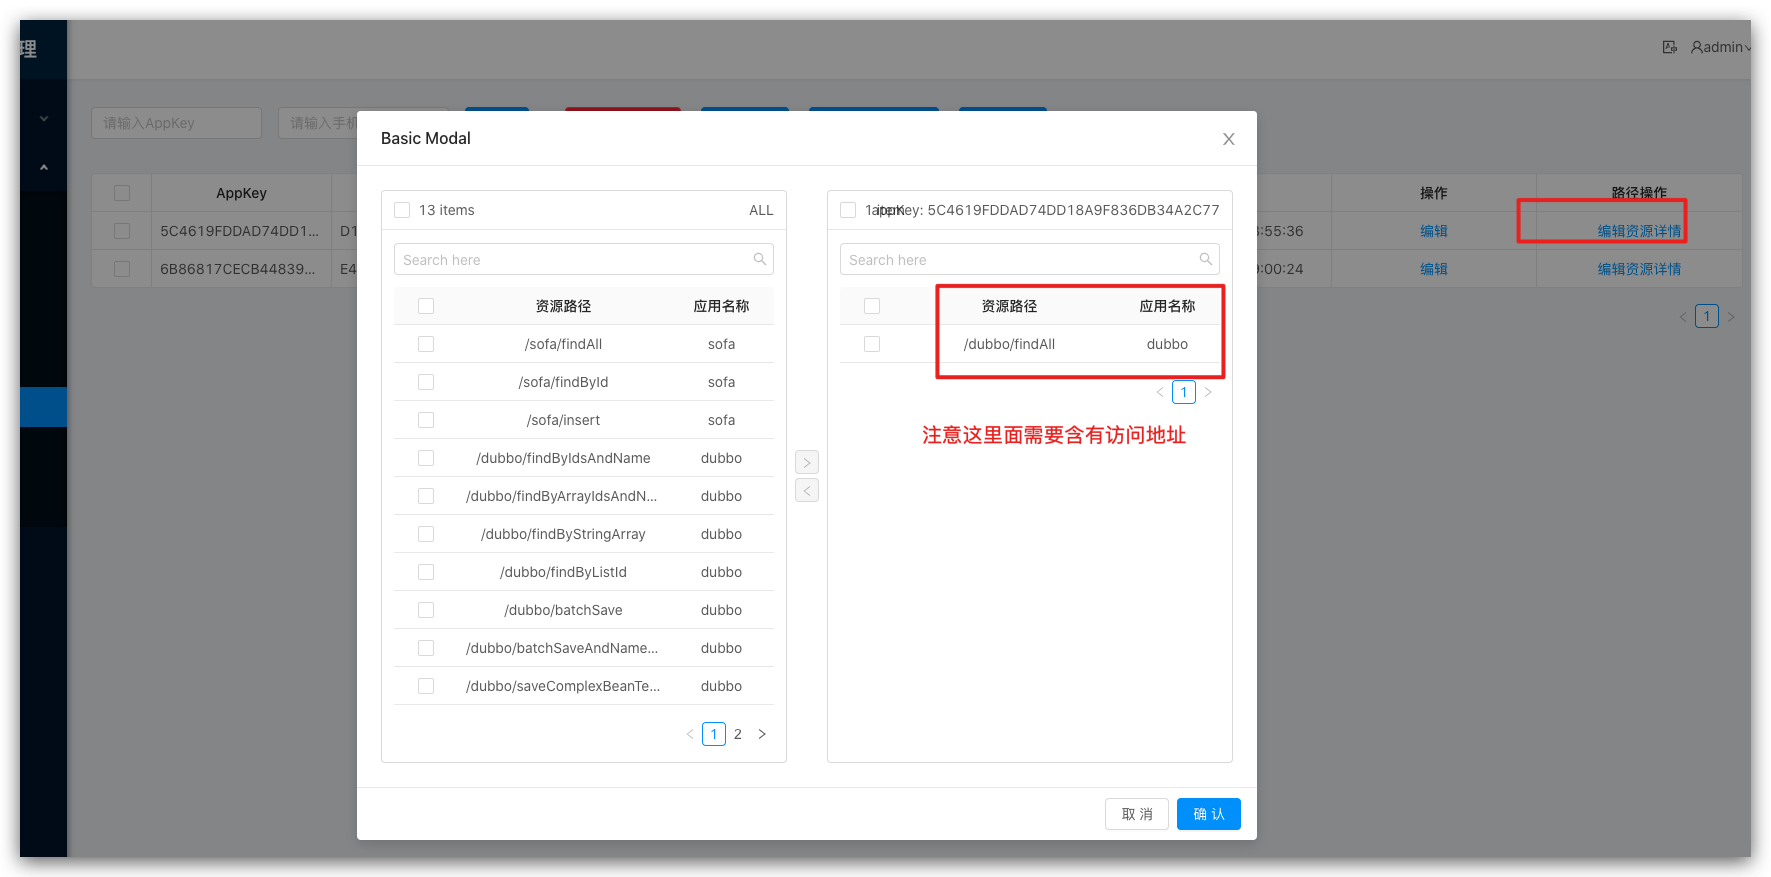 理
admin
请输入AppKey
请输入手机
Basic Modal
AppKey
操作
路径操作
5C4619FDDAD74DD1...
D1
:55:36
编辑
编辑资源详情
6B86817CECB44839...
E4
:00:24
编辑
编辑资源详情
1
13 items
ALL
Search here
资源路径
应用名称
/sofa/findAll
sofa
/sofa/findById
sofa
/sofa/insert
sofa
/dubbo/findByIdsAndName
dubbo
/dubbo/findByArrayIdsAndN...
dubbo
/dubbo/findByStringArray
dubbo
/dubbo/findByListId
dubbo
/dubbo/batchSave
dubbo
/dubbo/batchSaveAndName...
dubbo
/dubbo/saveComplexBeanTe...
dubbo
1 2
1 item
appKey: 5C4619FDDAD74DD18A9F836DB34A2C77
Search here
资源路径
应用名称
/dubbo/findAll
dubbo
1
注意这里面需要含有访问地址
取 消
确 认